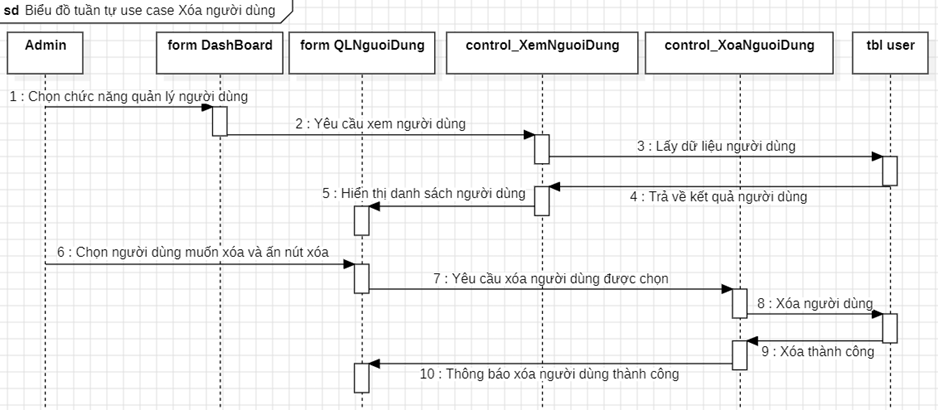 sd Biểu đồ tuần tự use case Xóa người dùng
Admin
form DashBoard
form QLNguoiDung
control_XemNguoiDung
control_XoaNguoiDung
tbl user
1 : Chọn chức năng quản lý người dùng
2 : Yêu cầu xem người dùng
3 : Lấy dữ liệu người dùng
4 : Trả về kết quả người dùng
5 : Hiển thị danh sách người dùng
6 : Chọn người dùng muốn xóa và ấn nút xóa
7 : Yêu cầu xóa người dùng được chọn
8 : Xóa người dùng
9 : Xóa thành công
10 : Thông báo xóa người dùng thành công